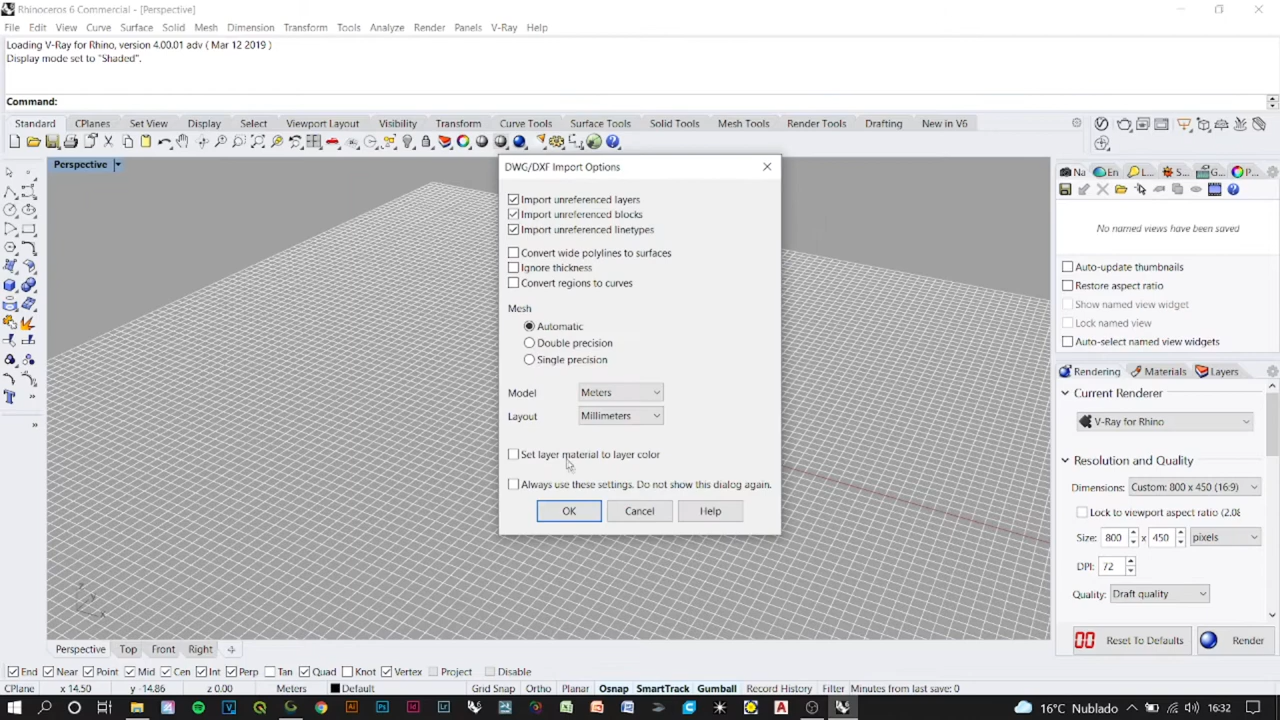 Rhinoceros 6 Commercial - [Perspective]
File Edit View Curve Surface Solid Mesh Dimension Transform Tools Analyze Render Panels V-Ray Help
Loading V-Ray for Rhino, version 4.00.01 adv ( Mar 12 2019 )
Display mode set to "Shaded".
Command:
Standard CPlanes Set View Display Select Viewport Layout Visibility Transform Curve Tools Surface Tools Solid Tools Mesh Tools Render Tools Drafting New in V6
Perspective
DWG/DXF Import Options
Import unreferenced layers
Import unreferenced blocks
Import unreferenced linetypes
Convert wide polylines to surfaces
Ignore thickness
Convert regions to curves
Mesh
Automatic
Double precision
Single precision
Model Meters
Layout Millimeters
Set layer material to layer color
Always use these settings. Do not show this dialog again.
OK Cancel Help
Na En L... S... G... P...
No named views have been saved
Auto-update thumbnails
Restore aspect ratio
Show named view widget
Lock named view
Auto-select named view widgets
Rendering Materials Layers
Current Renderer
V-Ray for Rhino
Resolution and Quality
Dimensions: Custom: 800 x 450 (16:9)
Lock to viewport aspect ratio (2.08
Size: 800 x 450 pixels
DPI: 72
Quality: Draft quality
Reset To Defaults Render
Perspective Top Front Right
End Near Point Mid Cen Int Perp Tan Quad Knot Vertex Project Disable
CPlane x 14.50 y -14.86 z 0.00 Meters Default Grid Snap Ortho Planar Osnap SmartTrack Gumball Record History Filter Minutes from last save: 0
16°C Nublado 16:32